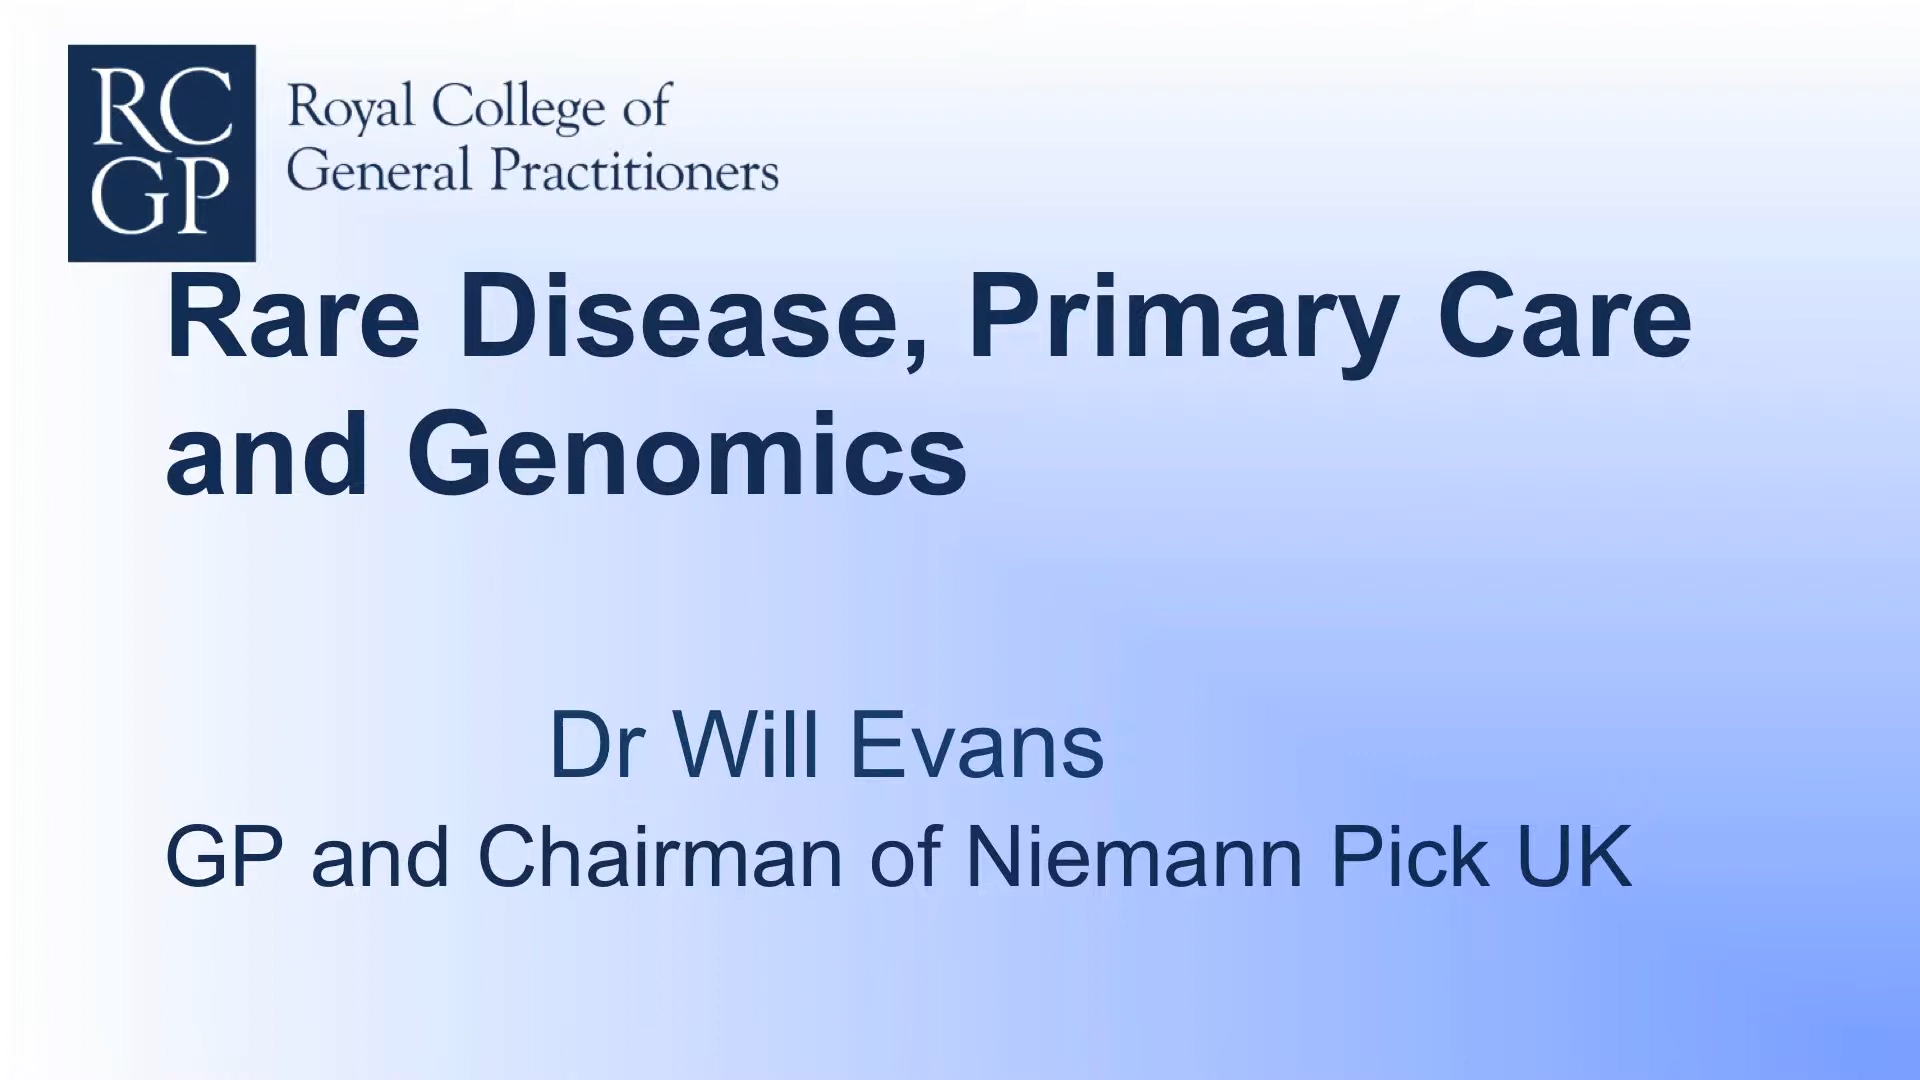 RC
GP
Royal College of
General Practitioners
Rare Disease, Primary Care
and Genomics
Dr Will Evans
GP and Chairman of Niemann Pick UK